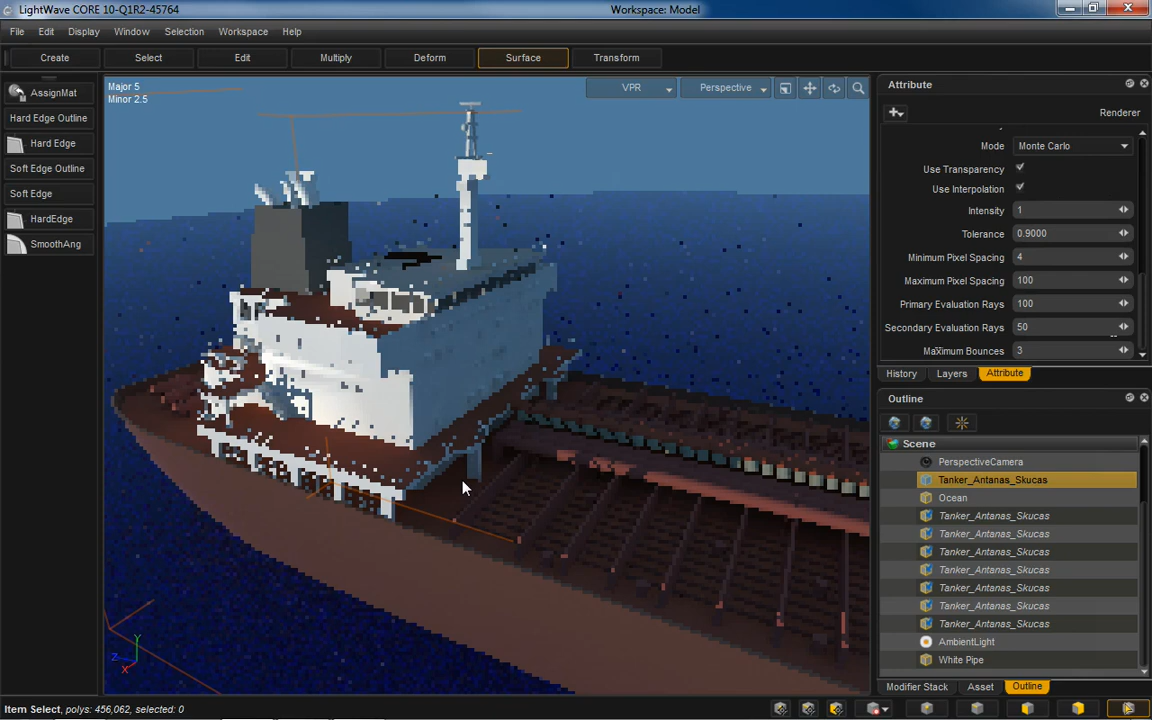 LightWave CORE 10-Q1R2-45764
Workspace: Model
File Edit Display Window Selection Workspace Help
Create Select Edit Multiply Deform Surface Transform
AssignMat
Hard Edge Outline
Hard Edge
Soft Edge Outline
Soft Edge
HardEdge
SmoothAng
Major 5
Minor 2.5
VPR Perspective
Y
Z
X
Attribute
Renderer
Mode Monte Carlo
Use Transparency
Use Interpolation
Intensity 1
Tolerance 0.9000
Minimum Pixel Spacing 4
Maximum Pixel Spacing 100
Primary Evaluation Rays 100
Secondary Evaluation Rays 50
Maximum Bounces 3
History Layers Attribute
Outline
Scene
PerspectiveCamera
Tanker_Antanas_Skucas
Ocean
Tanker_Antanas_Skucas
Tanker_Antanas_Skucas
Tanker_Antanas_Skucas
Tanker_Antanas_Skucas
Tanker_Antanas_Skucas
Tanker_Antanas_Skucas
Tanker_Antanas_Skucas
AmbientLight
White Pipe
Modifier Stack Asset Outline
Item Select, polys: 456,062, selected: 0